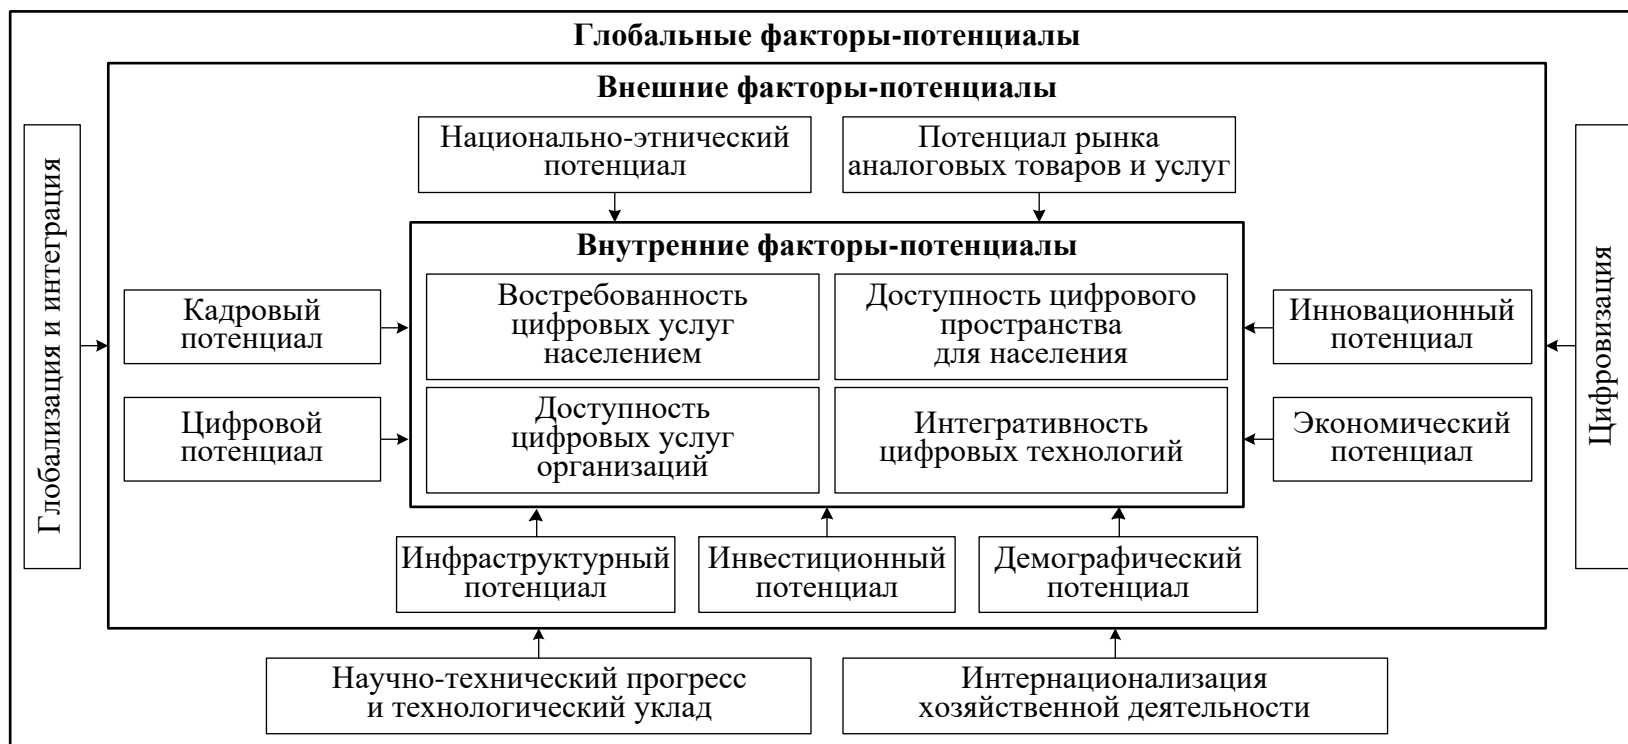 Глобальные факторы-потенциалы
Внешние факторы-потенциалы
Глобализация и интеграция
Национально-этнический
потенциал
Потенциал рынка
аналоговых товаров и услуг
Цифровизация
Внутренние факторы-потенциалы
Кадровый
потенциал
Востребованность
цифровых услуг
населением
Доступность цифрового
пространства
для населения
Инновационный
потенциал
Цифровой
потенциал
Доступность
цифровых услуг
организаций
Интегративность
цифровых технологий
Экономический
потенциал
Инфраструктурный
потенциал
Инвестиционный
потенциал
Демографический
потенциал
Научно-технический прогресс
и технологический уклад
Интернационализация
хозяйственной деятельности